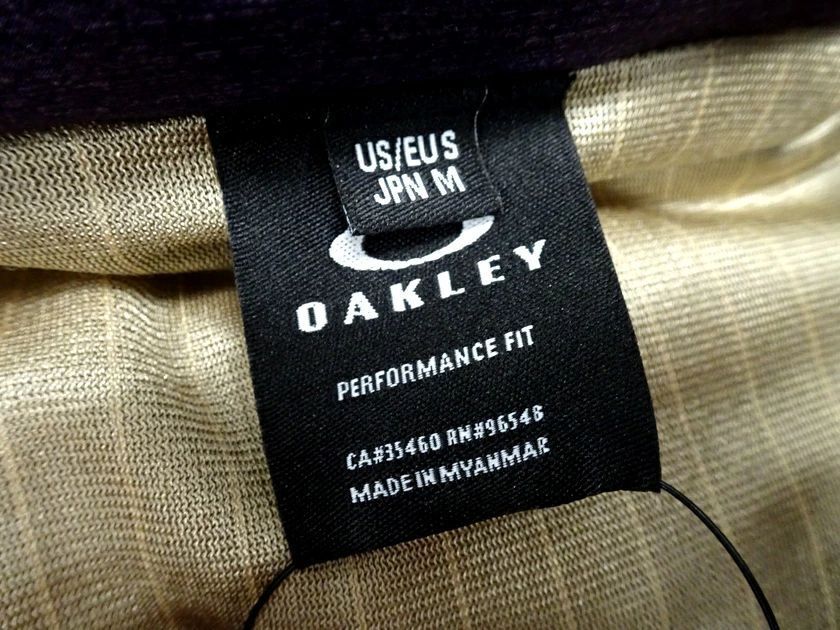 US/EU S
JPN M
OAKLEY
PERFORMANCE FIT
CA#35460 RN#96548
MADE IN MYANMAR